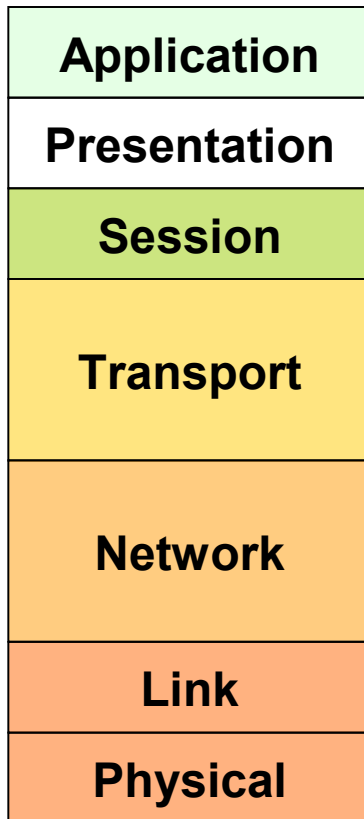 Application
Presentation
Session
Transport
Network
Link
Physical